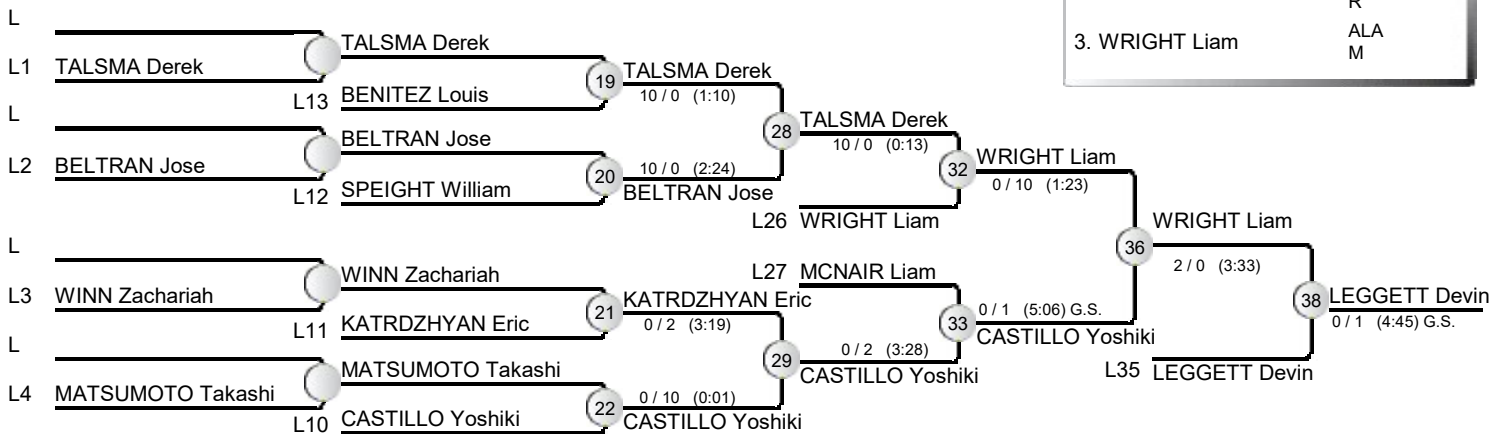 L
R
TALSMA Derek
ALA
3. WRIGHT Liam
M
L1 TALSMA Derek
19 TALSMA Derek
L13 BENITEZ Louis
10 / 0 (1:10)
L
28 TALSMA Derek
BELTRAN Jose
10 / 0 (0:13)
L2 BELTRAN Jose
20 10 / 0 (2:24)
32 WRIGHT Liam
L12 SPEIGHT William
BELTRAN Jose
0 / 10 (1:23)
L26 WRIGHT Liam
WRIGHT Liam
L
36 2 / 0 (3:33)
WINN Zachariah
L27 MCNAIR Liam
L3 WINN Zachariah
21 KATRDZHYAN Eric
38 LEGGETT Devin
L11 KATRDZHYAN Eric
0 / 2 (3:19)
33 0 / 1 (5:06) G.S.
0 / 1 (4:45) G.S.
CASTILLO Yoshiki
L
29 0 / 2 (3:28)
MATSUMOTO Takashi
CASTILLO Yoshiki
L35 LEGGETT Devin
L4 MATSUMOTO Takashi
22 0 / 10 (0:01)
L10 CASTILLO Yoshiki
CASTILLO Yoshiki